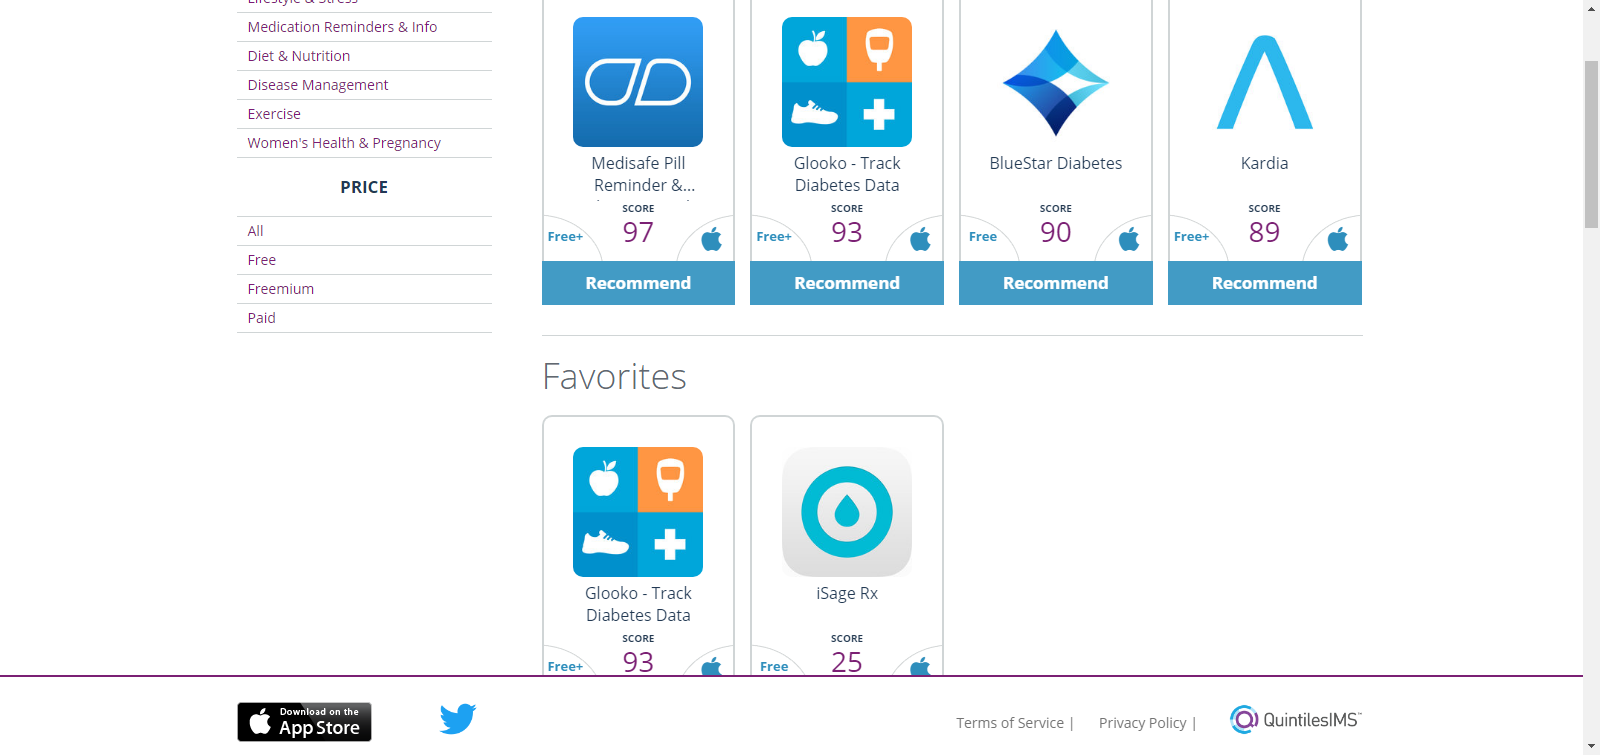 Lifestyle & Stress
Medication Reminders & Info
Diet & Nutrition
Disease Management
Exercise
Women's Health & Pregnancy
PRICE
All
Free
Freemium
Paid
Medisafe Pill
Reminder &...
SCORE
Free+
97
Recommend
Glooko - Track
Diabetes Data
SCORE
Free+
93
Recommend
BlueStar Diabetes
SCORE
Free
90
Recommend
Kardia
SCORE
Free+
89
Recommend
Favorites
Glooko - Track
Diabetes Data
SCORE
Free+
93
iSage Rx
SCORE
Free
25
Download on the
App Store
Terms of Service |
Privacy Policy |
QuintilesIMS™